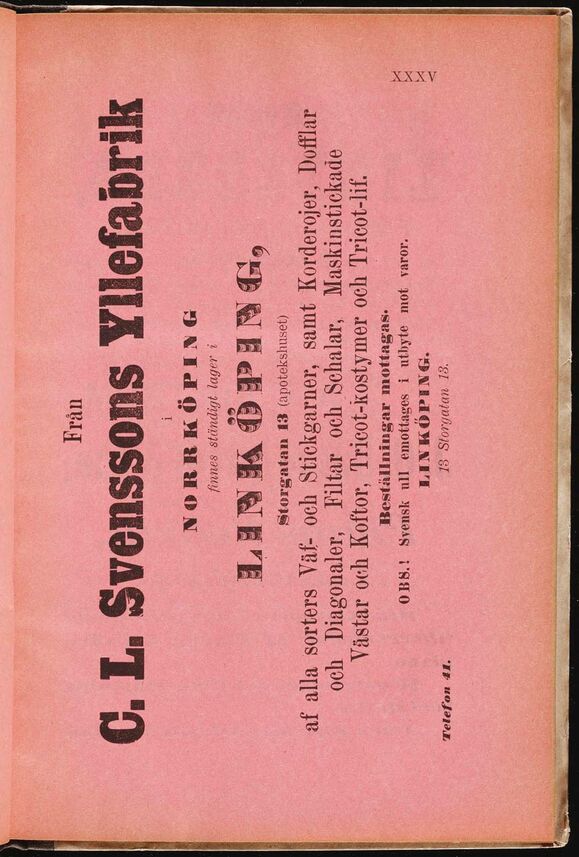 XXXV
Från
C. L. Svenssons Yllefabrik
i
NORRKÖPING
finnes ständigt lager i
LINKÖPING,
Storgatan 13 (apotekshuset)
af alla sorters Väf- och Stickgarner, samt Korderojer, Dofflar
och Diagonaler, Filtar och Schalar, Maskinstickade
Västar och Koftor, Tricot-kostymer och Tricot-lif.
Beställningar mottagas.
OBS.! Svensk ull emottages i utbyte mot varor.
LINKÖPING.
13 Storgatan 13.
Telefon 41.